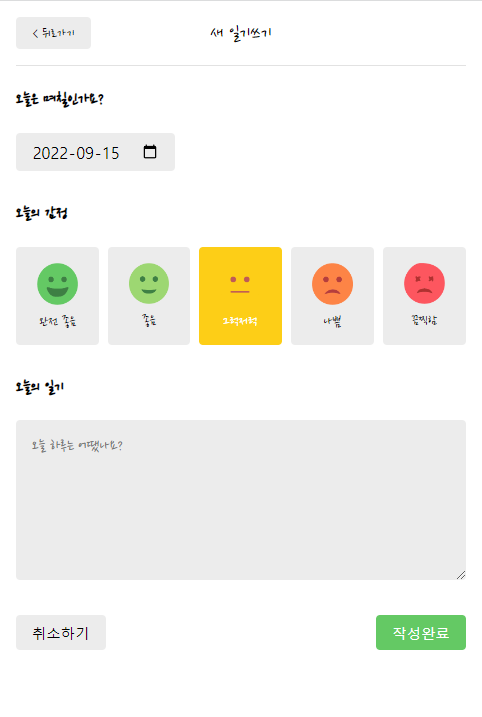 < 뒤로가기
새 일기쓰기
오늘은 며칠인가요?
2022-09-15
오늘의 감정
완전 좋음
좋음
그럭저럭
나쁨
끔찍함
오늘의 일기
오늘 하루는 어땠나요?
취소하기
작성완료